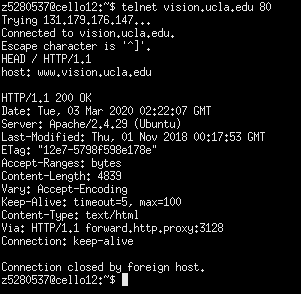 z5280537@cello12:~$ telnet vision.ucla.edu 80
Trying 131.179.176.147...
Connected to vision.ucla.edu.
Escape character is '^]'.
HEAD / HTTP/1.1
host: www.vision.ucla.edu

HTTP/1.1 200 OK
Date: Tue, 03 Mar 2020 02:22:07 GMT
Server: Apache/2.4.29 (Ubuntu)
Last-Modified: Thu, 01 Nov 2018 00:17:53 GMT
ETag: "12e7-5798f598e178e"
Accept-Ranges: bytes
Content-Length: 4839
Vary: Accept-Encoding
Keep-Alive: timeout=5, max=100
Content-Type: text/html
Via: HTTP/1.1 forward.http.proxy:3128
Connection: keep-alive

Connection closed by foreign host.
z5280537@cello12:~$